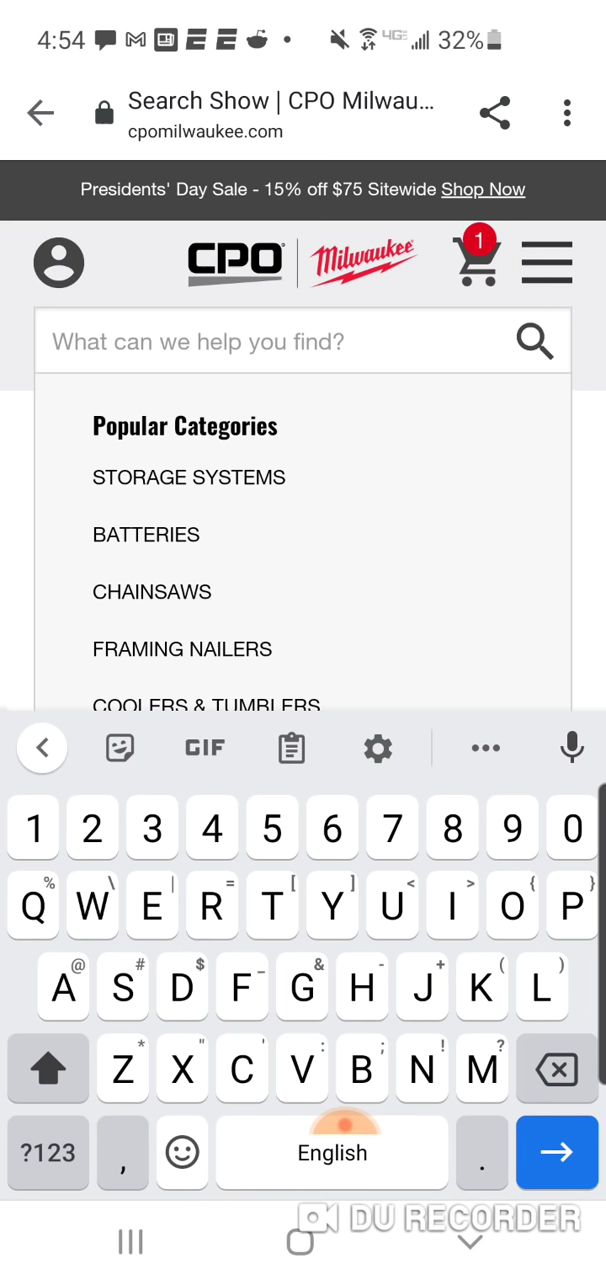 4:54 4GE 32%
Search Show | CPO Milwau...
cpomilwaukee.com
Presidents' Day Sale - 15% off $75 Sitewide Shop Now
CPO Milwaukee 1
What can we help you find?
Popular Categories
STORAGE SYSTEMS
BATTERIES
CHAINSAWS
FRAMING NAILERS
COOLERS & TUMBLERS
GIF
1 2 3 4 5 6 7 8 9 0
% \ | = [ ] < > { }
Q W E R T Y U I O P
@ # $ _ & - + ( )
A S D F G H J K L
* " ' : ; ! ?
Z X C V B N M
?123 , English .
DU RECORDER